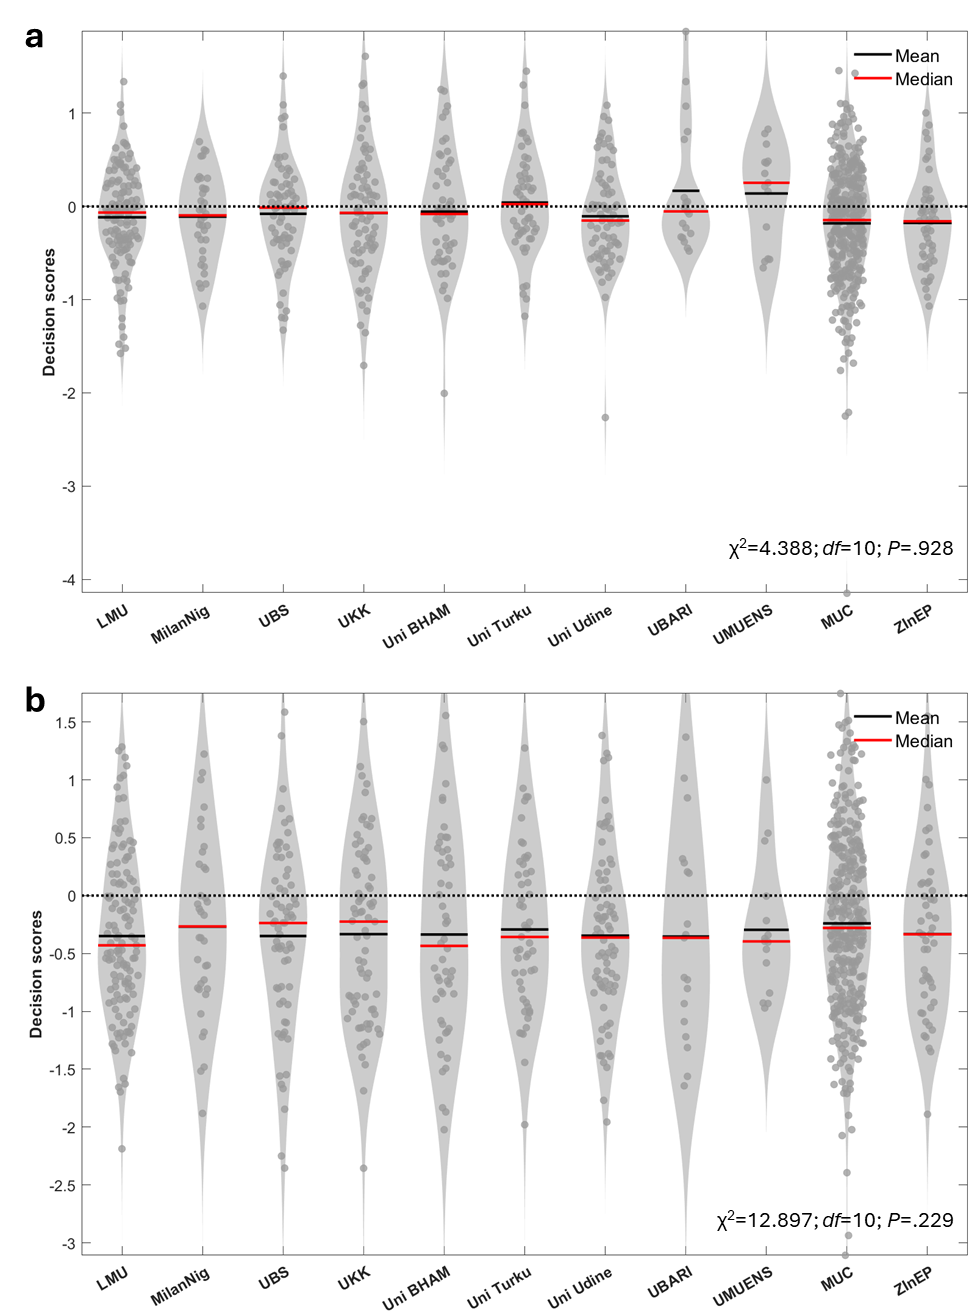 a
Mean
Median
1
0
-1
-2
-3
-4
Decision scores
χ²=4.388; df=10; P=.928
LMU
MilanNig
UBS
UKK
Uni BHAM
Uni Turku
Uni Udine
UBARI
UMUENS
MUC
ZInEP
b
Mean
Median
1.5
1
0.5
0
-0.5
-1
-1.5
-2
-2.5
-3
Decision scores
χ²=12.897; df=10; P=.229
LMU
MilanNig
UBS
UKK
Uni BHAM
Uni Turku
Uni Udine
UBARI
UMUENS
MUC
ZInEP